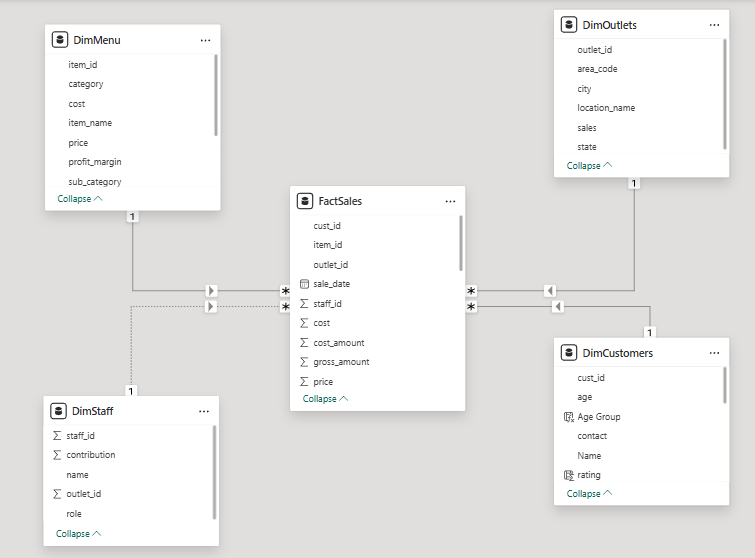 DimMenu
item_id
category
cost
item_name
price
profit_margin
sub_category
Collapse
1
DimOutlets
outlet_id
area_code
city
location_name
sales
state
Collapse
1
FactSales
cust_id
item_id
outlet_id
sale_date
Σ staff_id
Σ cost
Σ cost_amount
Σ gross_amount
Σ price
Collapse
*
*
*
*
1
DimStaff
Σ staff_id
Σ contribution
name
Σ outlet_id
role
Collapse
1
DimCustomers
cust_id
age
Age Group
contact
Name
rating
Collapse